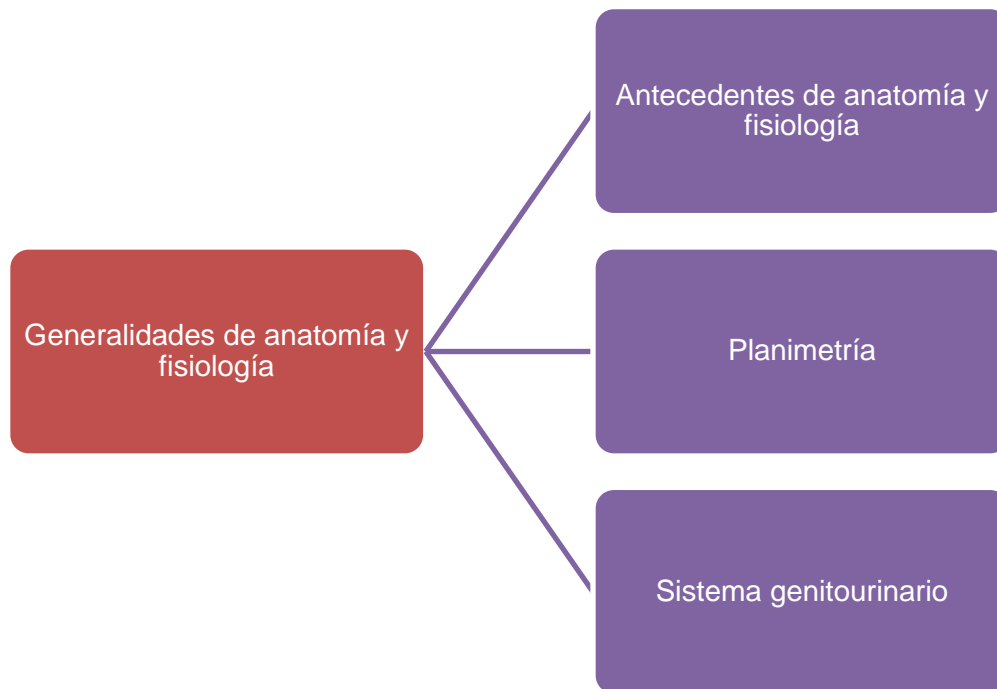 Generalidades de anatomía y
fisiología
Antecedentes de anatomía y
fisiología
Planimetría
Sistema genitourinario